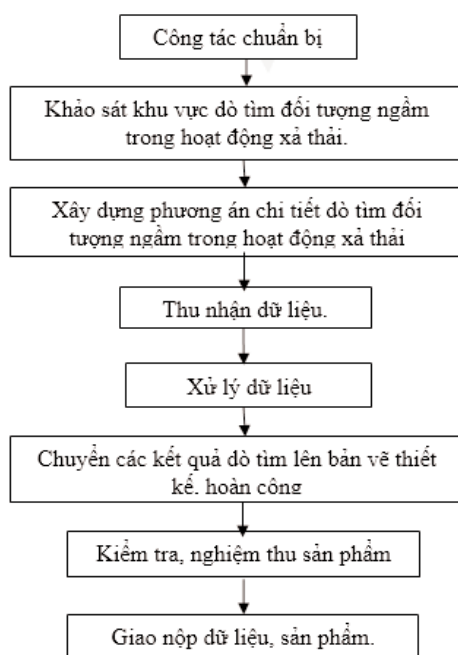 Công tác chuẩn bị
Khảo sát khu vực dò tìm đối tượng ngầm
trong hoạt động xả thải.
Xây dựng phương án chi tiết dò tìm đối
tượng ngầm trong hoạt động xả thải
Thu nhận dữ liệu.
Xử lý dữ liệu
Chuyển các kết quả dò tìm lên bản vẽ thiết
kế. hoàn công
Kiểm tra, nghiệm thu sản phẩm
Giao nộp dữ liệu, sản phẩm.